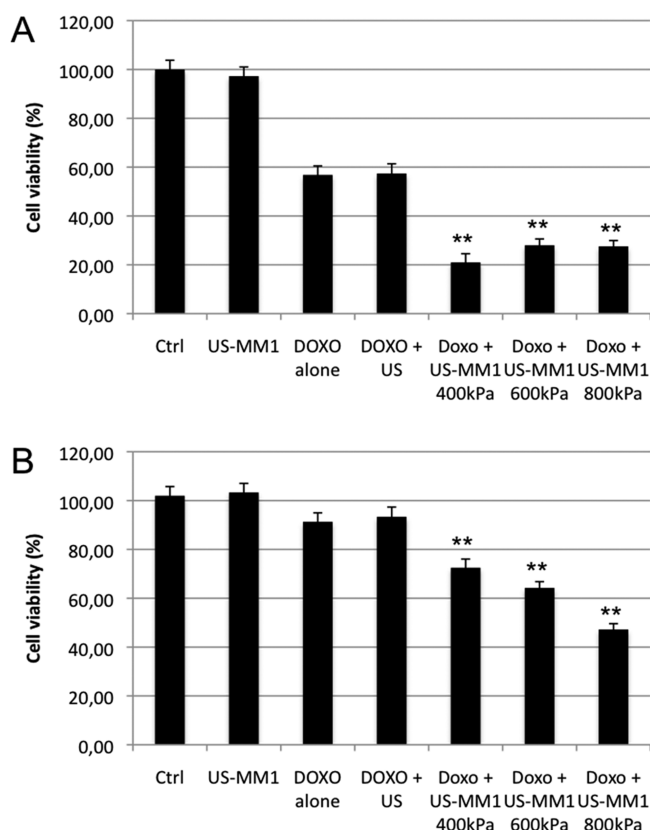 A
120,00
100,00
80,00
60,00
40,00
20,00
0,00
Cell viability (%)
**
**
**
Ctrl US-MM1 DOXO DOXO + Doxo + Doxo + Doxo +
alone US US-MM1 US-MM1 US-MM1
400kPa 600kPa 800kPa
B
120,00
100,00
80,00
60,00
40,00
20,00
0,00
Cell viability (%)
**
**
**
Ctrl US-MM1 DOXO DOXO + Doxo + Doxo + Doxo +
alone US US-MM1 US-MM1 US-MM1
400kPa 600kPa 800kPa